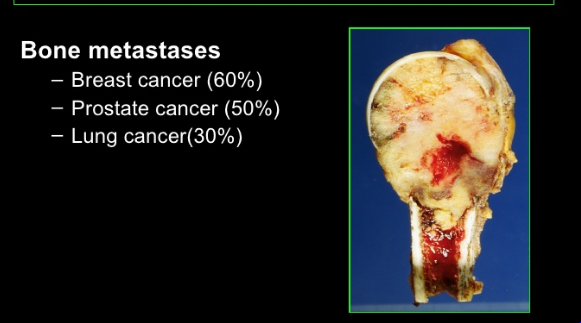 Bone metastases
– Breast cancer (60%)
– Prostate cancer (50%)
– Lung cancer(30%)